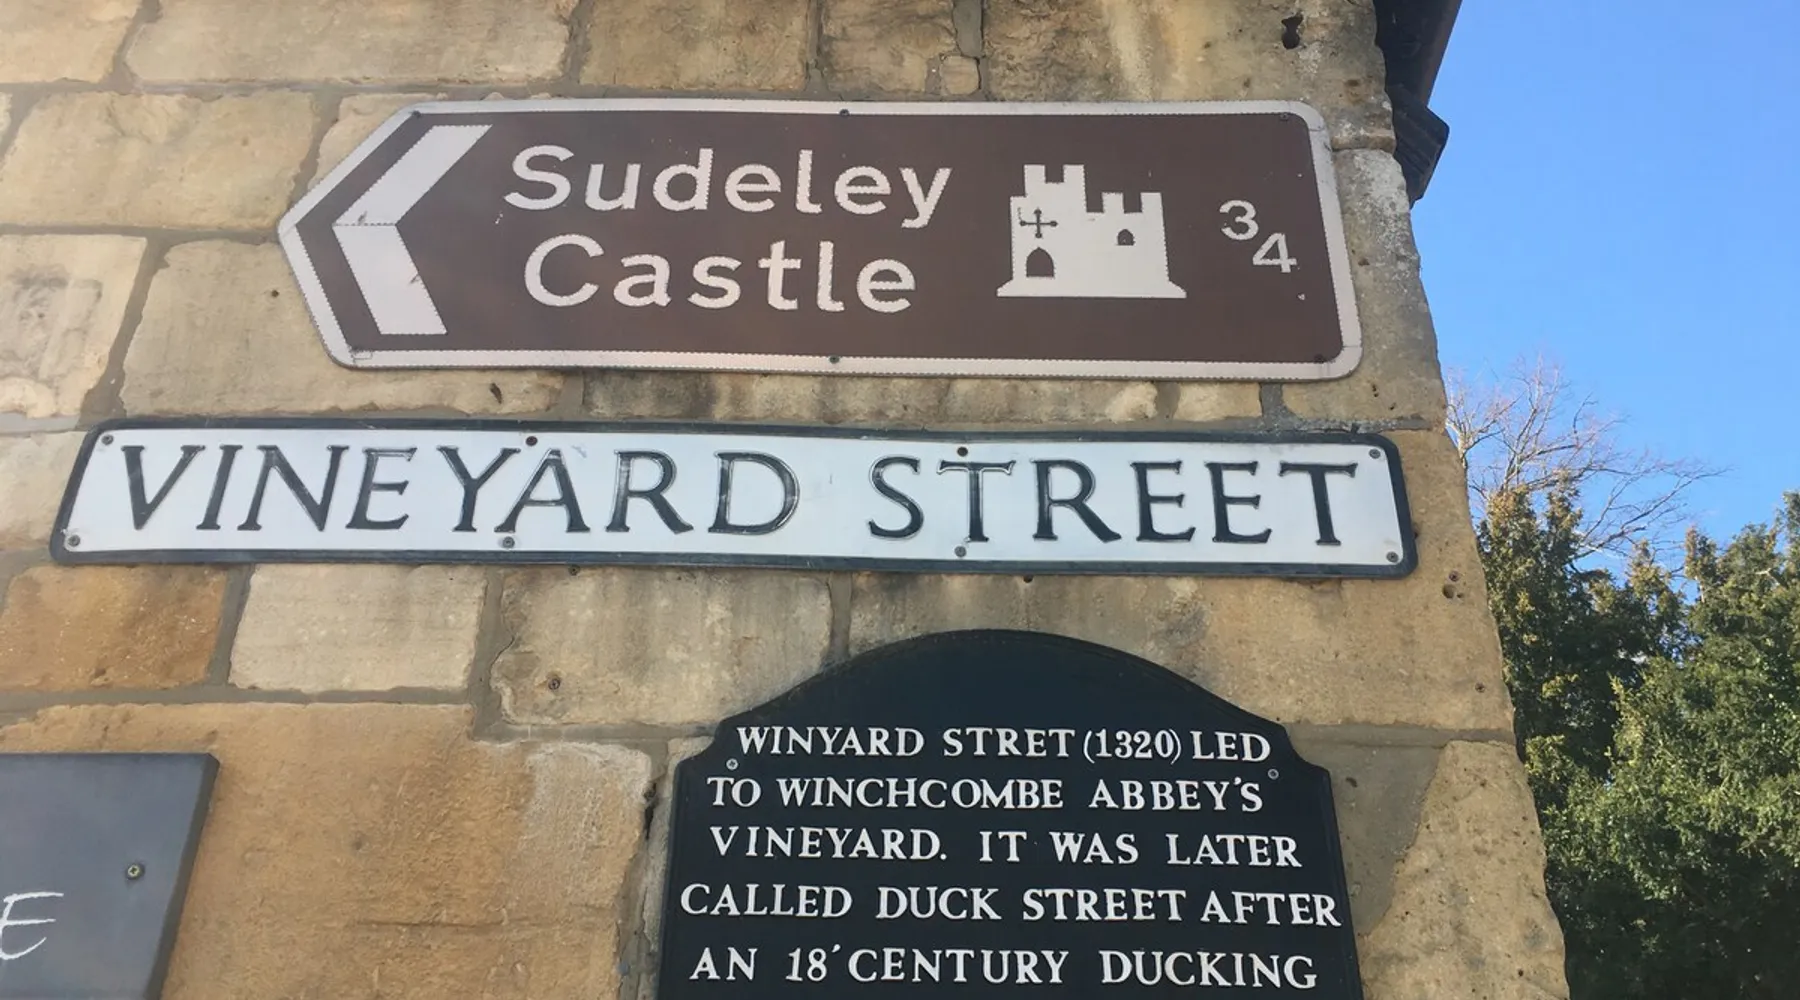 Sudeley
Castle
3/4
VINEYARD STREET
WINYARD STRET (1320) LED
TO WINCHCOMBE ABBEY'S
VINEYARD. IT WAS LATER
CALLED DUCK STREET AFTER
AN 18' CENTURY DUCKING
E